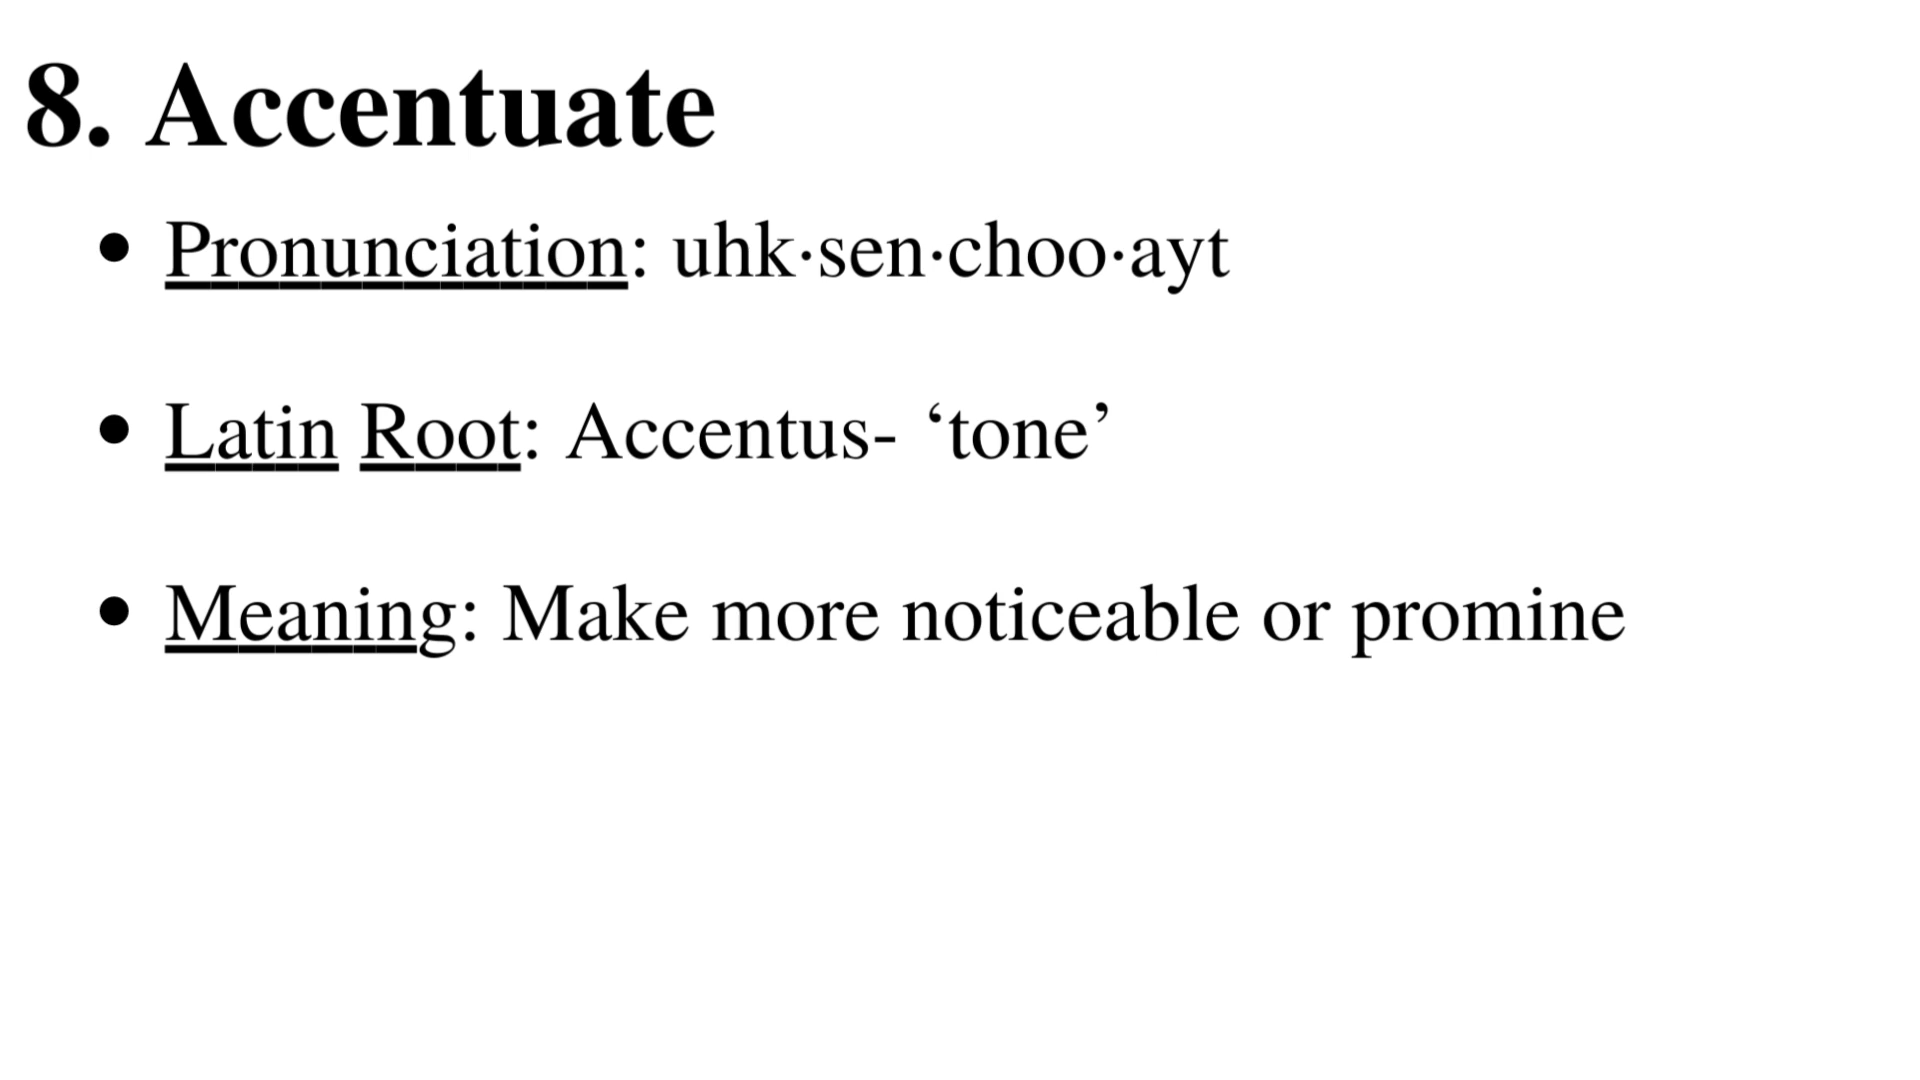 8. Accentuate
• Pronunciation: uhk·sen·choo·ayt
• Latin Root: Accentus- ‘tone’
• Meaning: Make more noticeable or promine